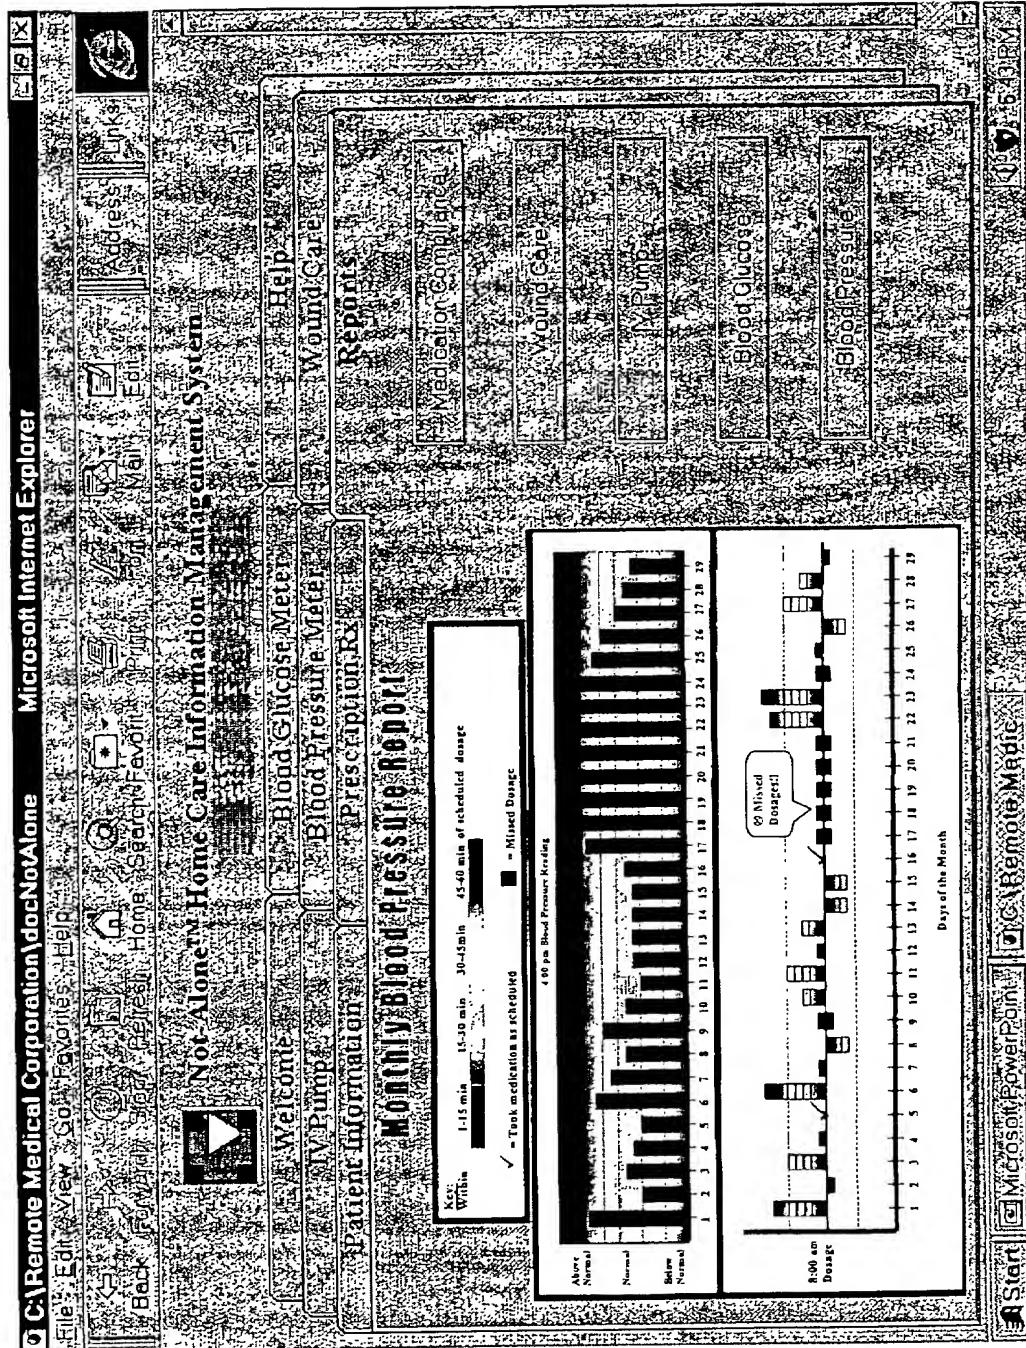 C:\Remote Medical Corporation\docNotAlone Microsoft Internet Explorer
File Edit View Go Favorites Help
Back Forward Stop Refresh Home Search Favorites Print Font Mail Edit
Address Links
Not-Alone™ Home Care Information Management System
Welcome Blood Glucose Meter Help
IV Pump Blood Pressure Meter Wound Care
Patient Information Prescription Rx Reports
Monthly Blood Pressure Report
Key:
Within 1-15 min 15-30 min 30-45min 45-60 min of scheduled dosage
✓ = Took medication as scheduled = Missed Dosage
4:00 pm Blood Pressure Reading
Above Normal
Normal
Below Normal
1 2 3 4 5 6 7 8 9 10 11 12 13 14 15 16 17 18 19 20 21 22 23 24 25 26 27 28 29
Missed
Dosages!!
8:00 am
Dosage
1 2 3 4 5 6 7 8 9 10 11 12 13 14 15 16 17 18 19 20 21 22 23 24 25 26 27 28 29
Days of the Month
Medication Compliance
Wound Care
IV Pump
Blood Glucose
Blood Pressure
Start Microsoft PowerPoint C:\Remote Medic 6:43 PM